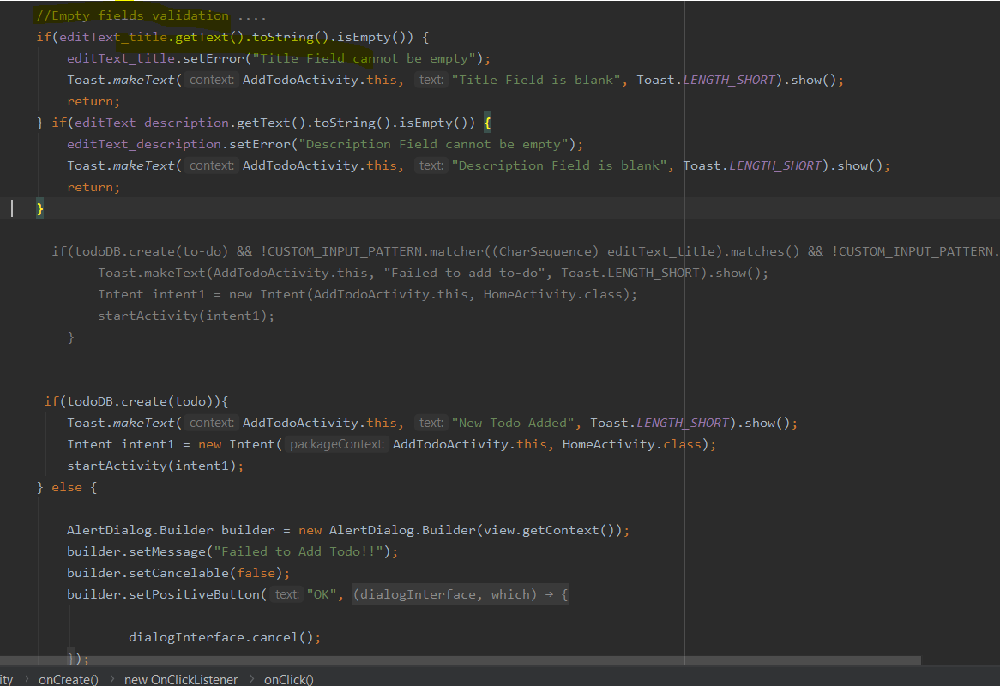 //Empty fields validation ....
if(editText_title.getText().toString().isEmpty()) {
editText_title.setError("Title Field cannot be empty");
Toast.makeText( context: AddTodoActivity.this, text: "Title Field is blank", Toast.LENGTH_SHORT).show();
return;
} if(editText_description.getText().toString().isEmpty()) {
editText_description.setError("Description Field cannot be empty");
Toast.makeText( context: AddTodoActivity.this, text: "Description Field is blank", Toast.LENGTH_SHORT).show();
return;
}
if(todoDB.create(to-do) && !CUSTOM_INPUT_PATTERN.matcher((CharSequence) editText_title).matches() && !CUSTOM_INPUT_PATTERN.
Toast.makeText(AddTodoActivity.this, "Failed to add to-do", Toast.LENGTH_SHORT).show();
Intent intent1 = new Intent(AddTodoActivity.this, HomeActivity.class);
startActivity(intent1);
}
if(todoDB.create(todo)){
Toast.makeText( context: AddTodoActivity.this, text: "New Todo Added", Toast.LENGTH_SHORT).show();
Intent intent1 = new Intent( packageContext: AddTodoActivity.this, HomeActivity.class);
startActivity(intent1);
} else {
AlertDialog.Builder builder = new AlertDialog.Builder(view.getContext());
builder.setMessage("Failed to Add Todo!!");
builder.setCancelable(false);
builder.setPositiveButton( text: "OK", (dialogInterface, which) → {
dialogInterface.cancel();
});
ity › onCreate() › new OnClickListener › onClick()